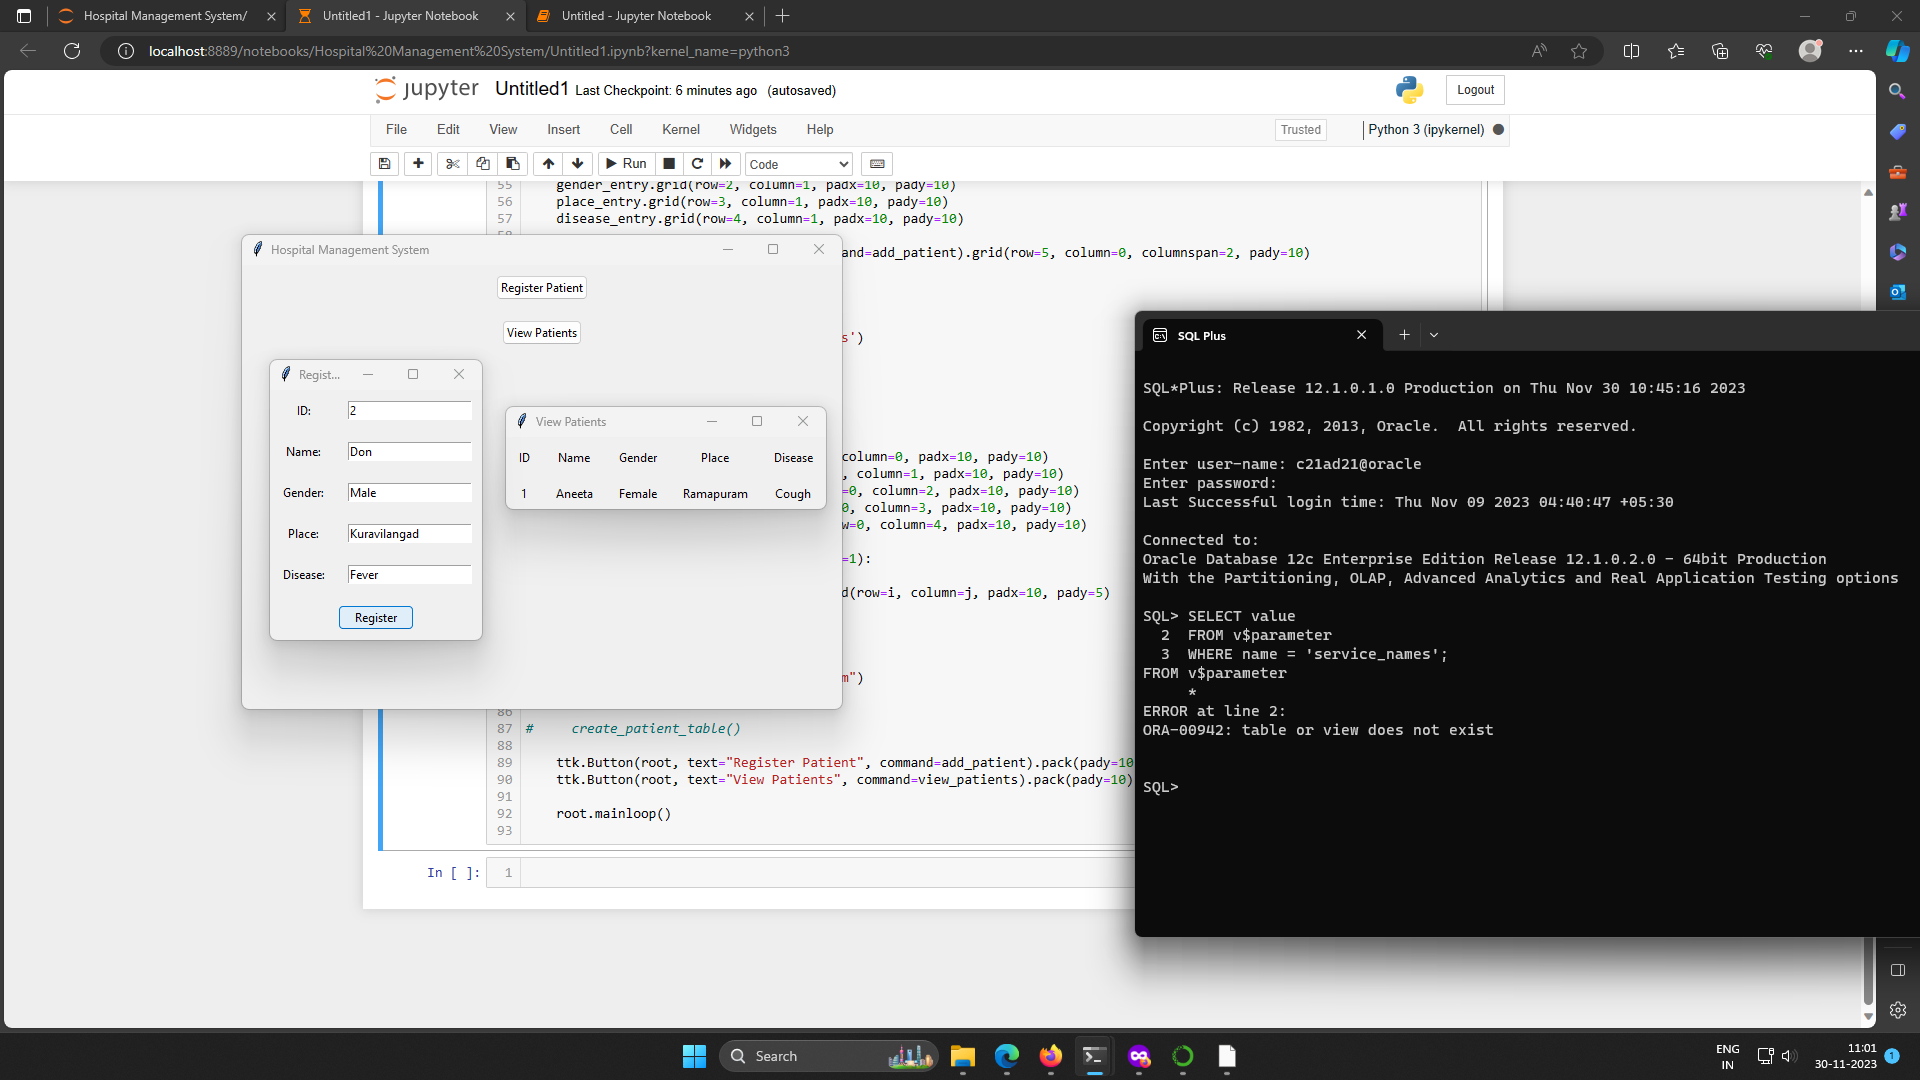 Hospital Management System/
Untitled1 - Jupyter Notebook
Untitled - Jupyter Notebook
localhost:8889/notebooks/Hospital%20Management%20System/Untitled1.ipynb?kernel_name=python3
jupyter Untitled1 Last Checkpoint: 6 minutes ago (autosaved)
Logout
File Edit View Insert Cell Kernel Widgets Help
Trusted
Python 3 (ipykernel)
Run
Code
55 gender_entry.grid(row=2, column=1, padx=10, pady=10)
56 place_entry.grid(row=3, column=1, padx=10, pady=10)
57 disease_entry.grid(row=4, column=1, padx=10, pady=10)
58
and=add_patient).grid(row=5, column=0, columnspan=2, pady=10)
s')
column=0, padx=10, pady=10)
, column=1, padx=10, pady=10)
=0, column=2, padx=10, pady=10)
0, column=3, padx=10, pady=10)
w=0, column=4, padx=10, pady=10)
=1):
d(row=i, column=j, padx=10, pady=5)
m")
86
87 # create_patient_table()
88
89 ttk.Button(root, text="Register Patient", command=add_patient).pack(pady=10
90 ttk.Button(root, text="View Patients", command=view_patients).pack(pady=10)
91
92 root.mainloop()
93
In [ ]: 1
Hospital Management System
Register Patient
View Patients
Regist...
ID: 2
Name: Don
Gender: Male
Place: Kuravilangad
Disease: Fever
Register
View Patients
ID Name Gender Place Disease
1 Aneeta Female Ramapuram Cough
SQL Plus
SQL*Plus: Release 12.1.0.1.0 Production on Thu Nov 30 10:45:16 2023
Copyright (c) 1982, 2013, Oracle.  All rights reserved.
Enter user-name: c21ad21@oracle
Enter password:
Last Successful login time: Thu Nov 09 2023 04:40:47 +05:30
Connected to:
Oracle Database 12c Enterprise Edition Release 12.1.0.2.0 - 64bit Production
With the Partitioning, OLAP, Advanced Analytics and Real Application Testing options
SQL> SELECT value
2  FROM v$parameter
3  WHERE name = 'service_names';
FROM v$parameter
*
ERROR at line 2:
ORA-00942: table or view does not exist
SQL>
Search
ENG
IN
11:01
30-11-2023
1